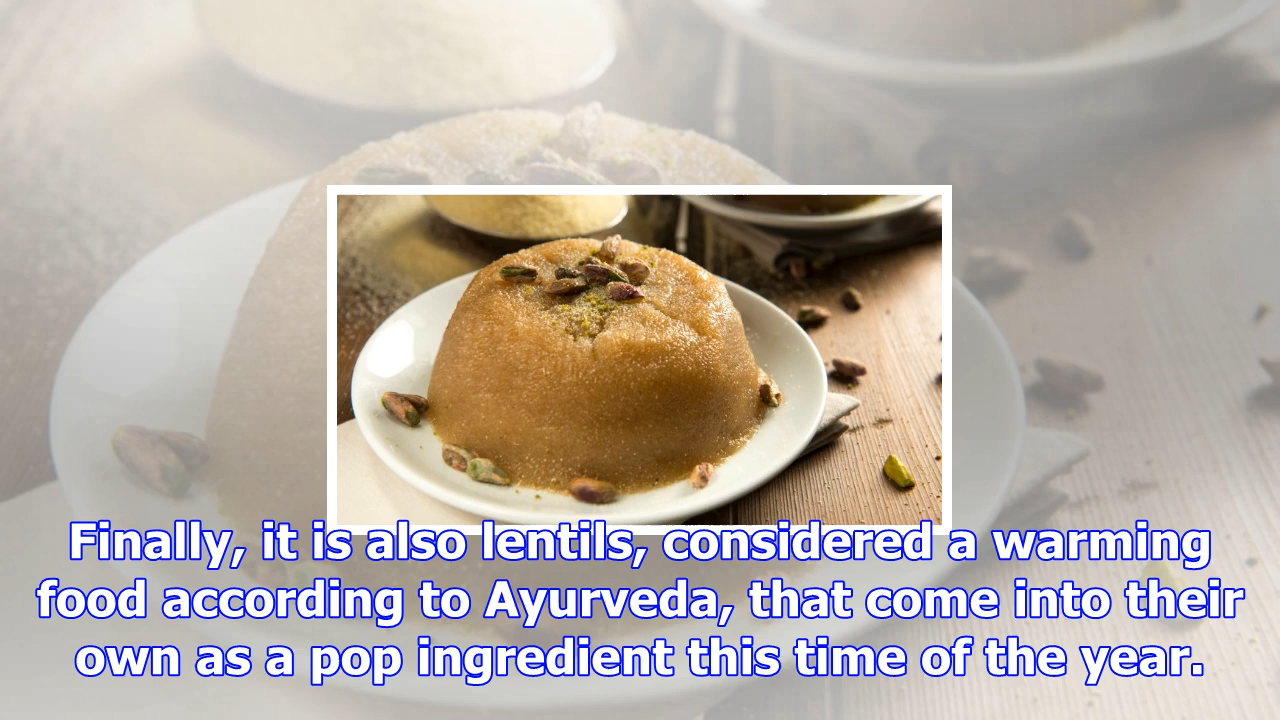 Finally, it is also lentils, considered a warming
food according to Ayurveda, that come into their
own as a pop ingredient this time of the year.